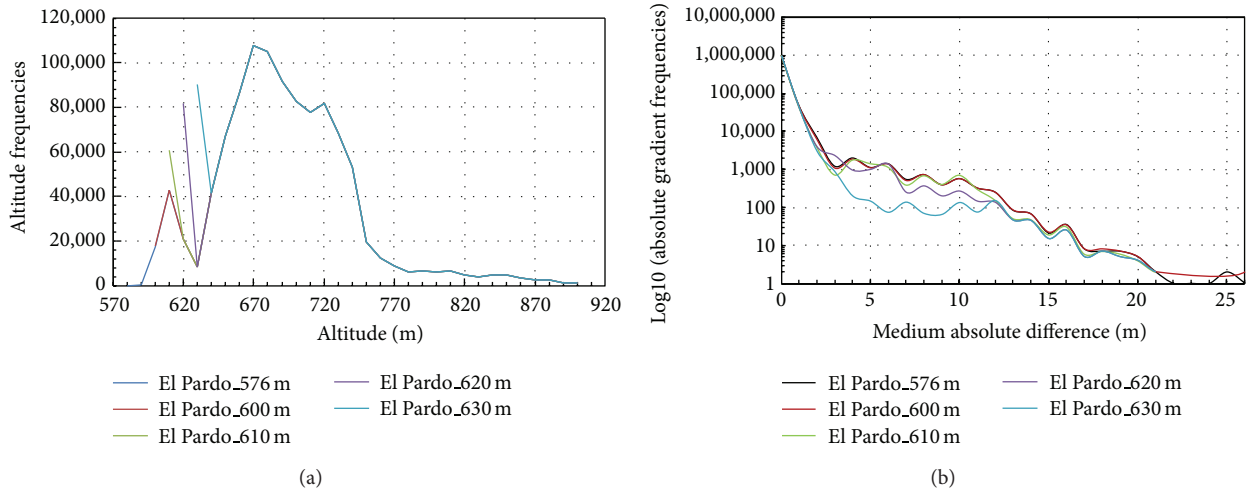 120,000
100,000
80,000
60,000
40,000
20,000
0
Altitude frequencies
570 620 670 720 770 820 870 920
Altitude (m)
El Pardo_576 m
El Pardo_600 m
El Pardo_610 m
El Pardo_620 m
El Pardo_630 m
(a)
10,000,000
1,000,000
100,000
10,000
1,000
100
10
1
Log10 (absolute gradient frequencies)
0 5 10 15 20 25
Medium absolute difference (m)
El Pardo_576 m
El Pardo_600 m
El Pardo_610 m
El Pardo_620 m
El Pardo_630 m
(b)